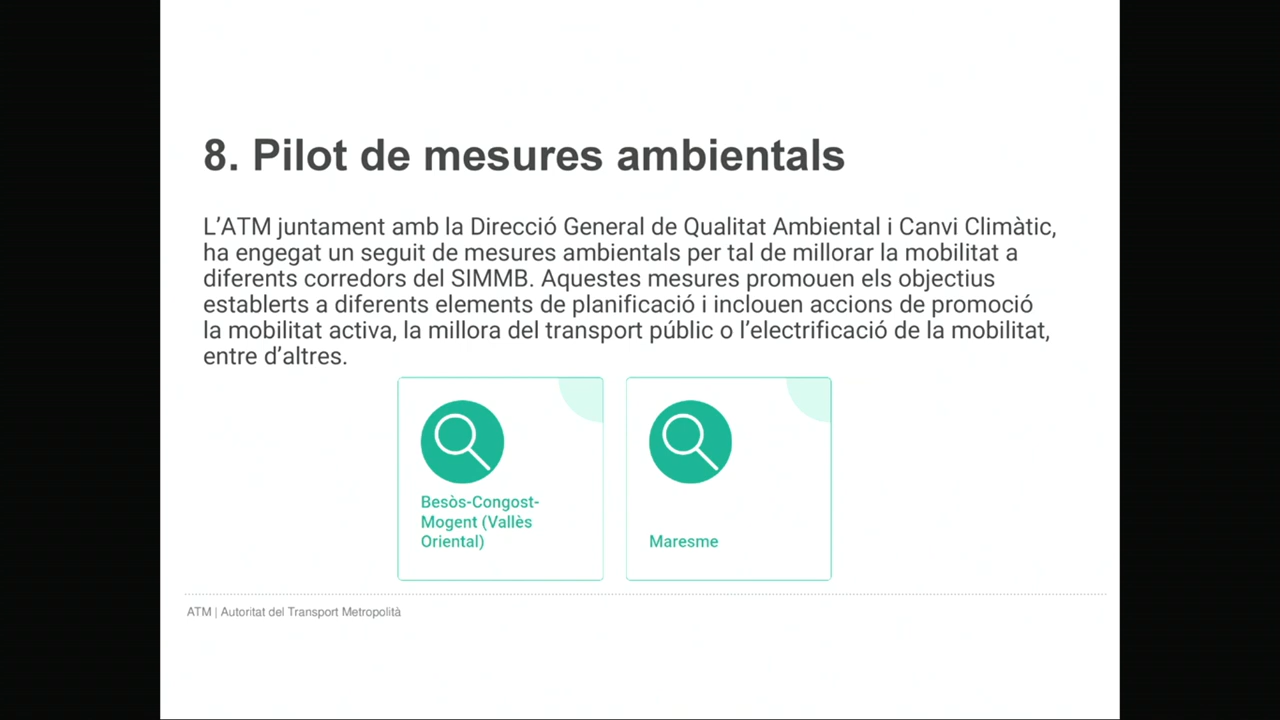 8. Pilot de mesures ambientals
L’ATM juntament amb la Direcció General de Qualitat Ambiental i Canvi Climàtic,
ha engegat un seguit de mesures ambientals per tal de millorar la mobilitat a
diferents corredors del SIMMB. Aquestes mesures promouen els objectius
establerts a diferents elements de planificació i inclouen accions de promoció
la mobilitat activa, la millora del transport públic o l’electrificació de la mobilitat,
entre d’altres.
Besòs-Congost-
Mogent (Vallès
Oriental)
Maresme
ATM | Autoritat del Transport Metropolità